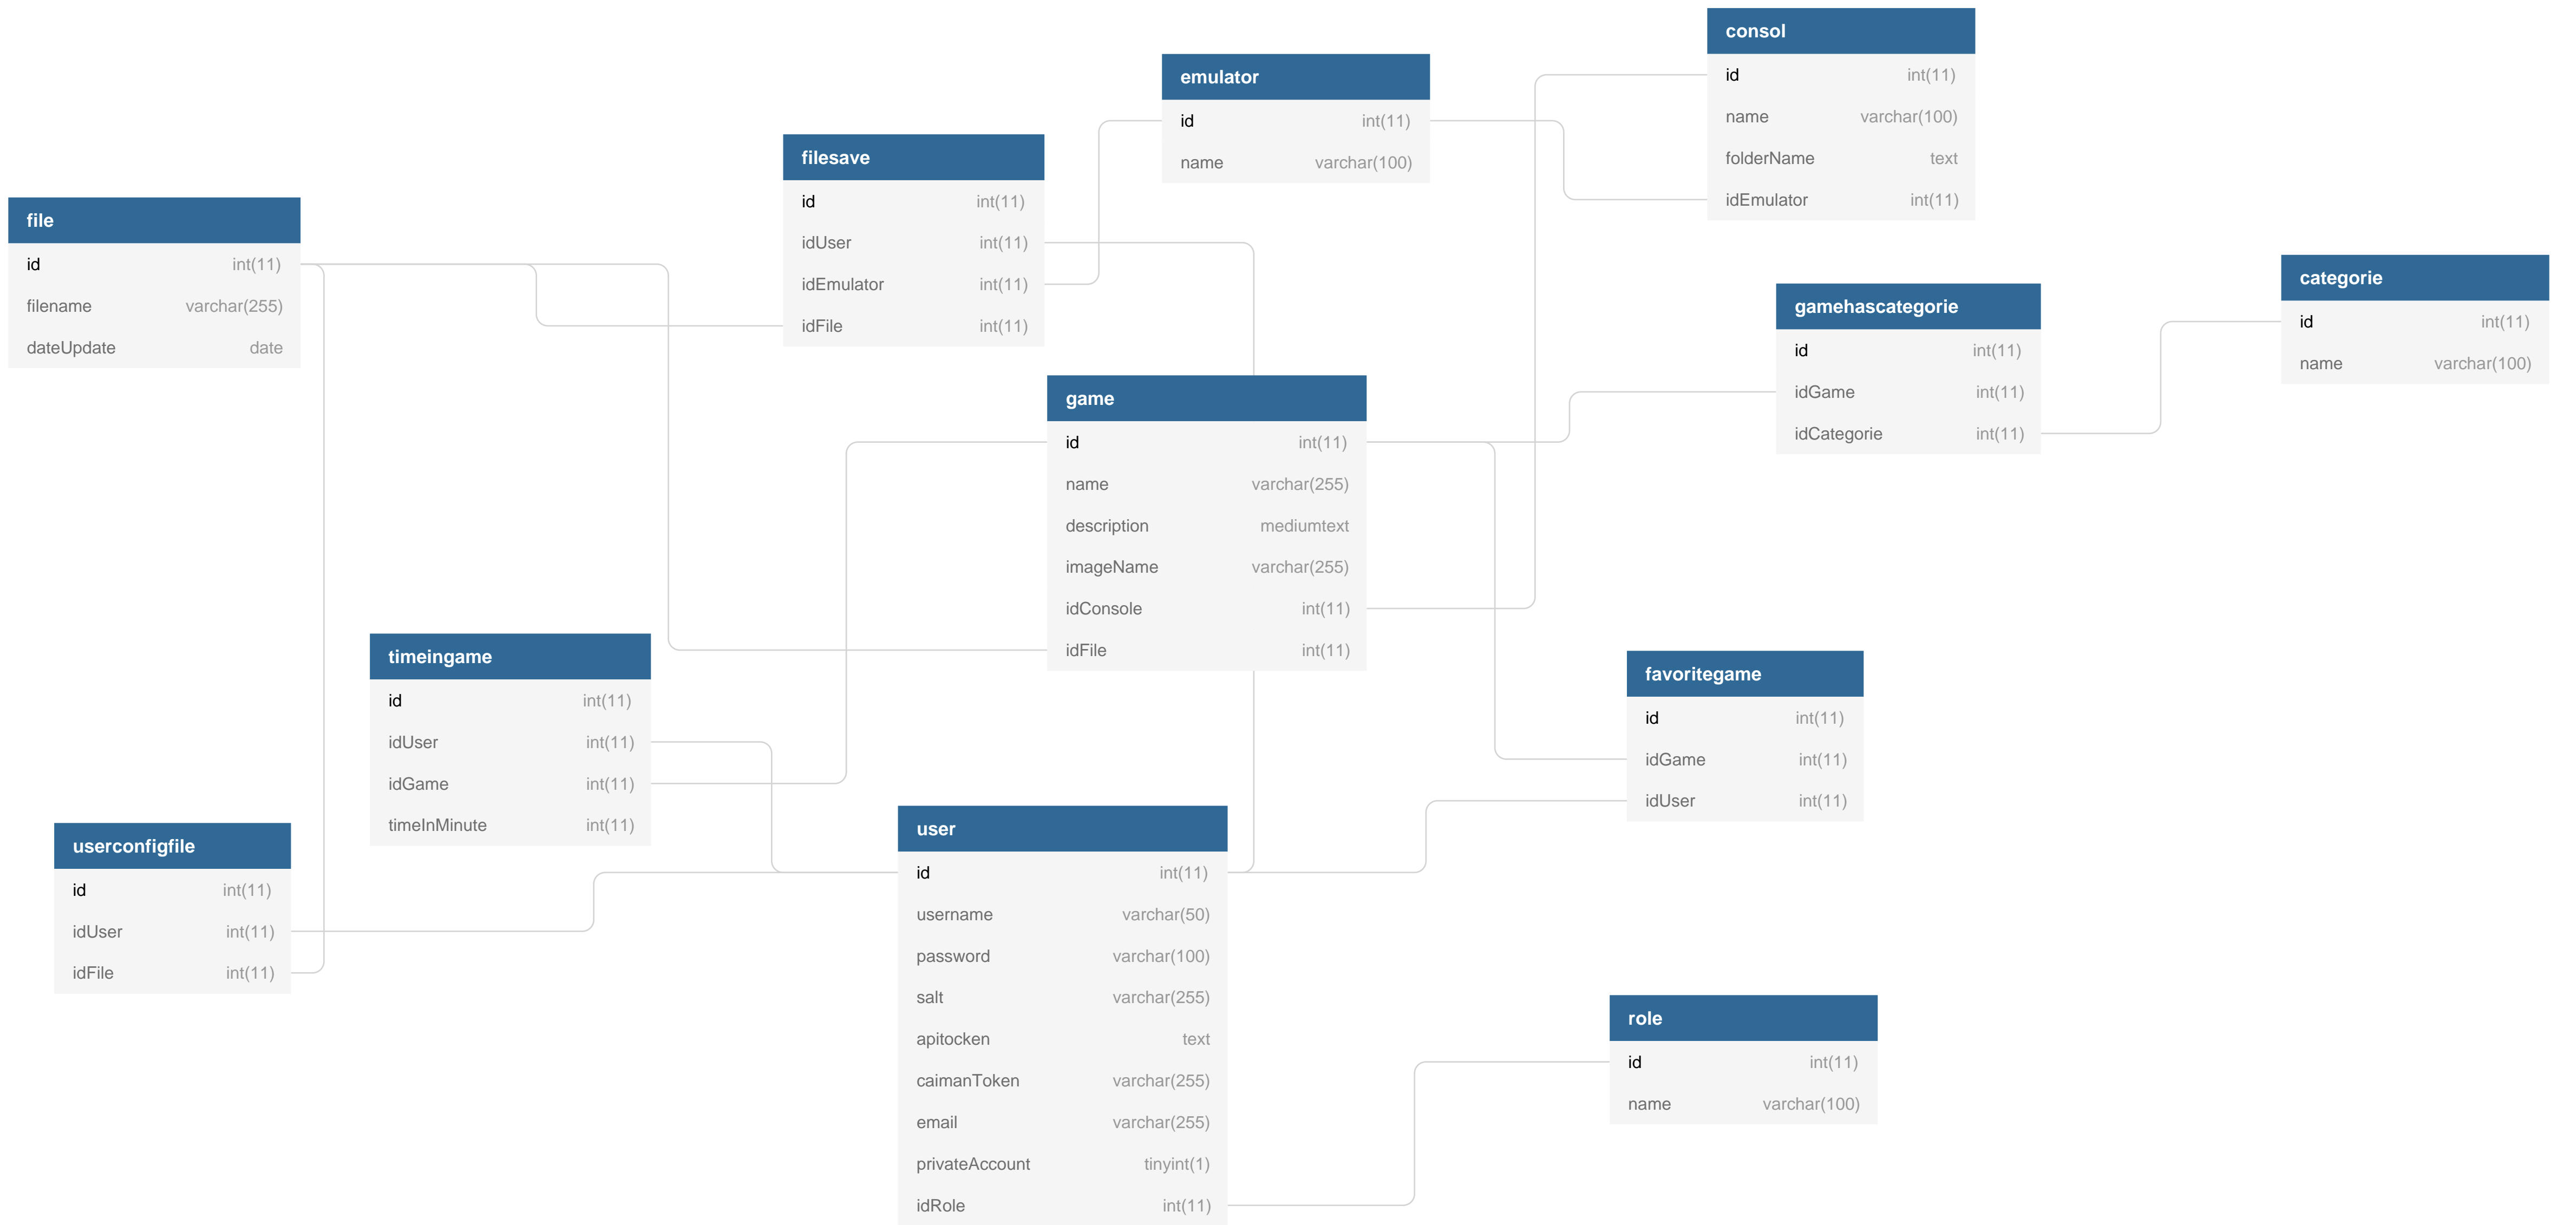 consol
id int(11)
name varchar(100)
folderName text
idEmulator int(11)
emulator
id int(11)
name varchar(100)
filesave
id int(11)
idUser int(11)
idEmulator int(11)
idFile int(11)
file
id int(11)
filename varchar(255)
dateUpdate date
categorie
id int(11)
name varchar(100)
gamehascategorie
id int(11)
idGame int(11)
idCategorie int(11)
game
id int(11)
name varchar(255)
description mediumtext
imageName varchar(255)
idConsole int(11)
idFile int(11)
timeingame
id int(11)
idUser int(11)
idGame int(11)
timeInMinute int(11)
favoritegame
id int(11)
idGame int(11)
idUser int(11)
userconfigfile
id int(11)
idUser int(11)
idFile int(11)
user
id int(11)
username varchar(50)
password varchar(100)
salt varchar(255)
apitocken text
caimanToken varchar(255)
email varchar(255)
privateAccount tinyint(1)
idRole int(11)
role
id int(11)
name varchar(100)